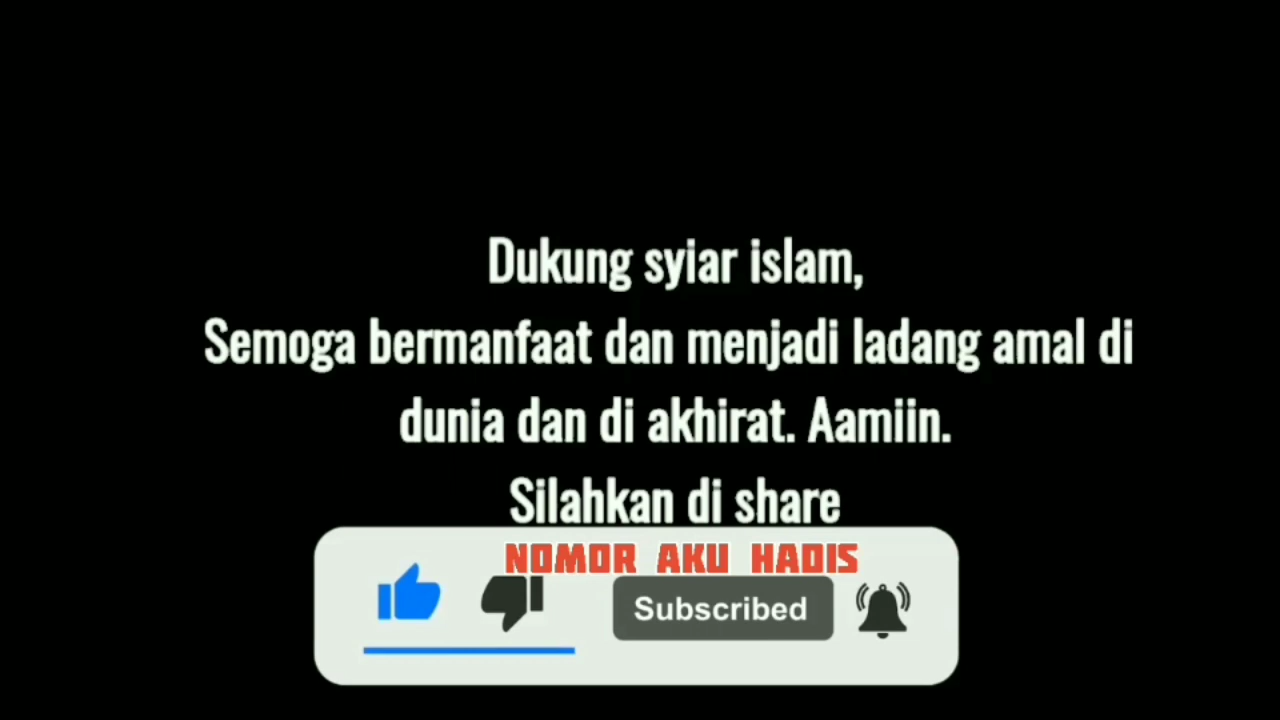 Dukung syiar islam,
Semoga bermanfaat dan menjadi ladang amal di
dunia dan di akhirat. Aamiin.
Silahkan di share
NOMOR AKU HADIS
Subscribed